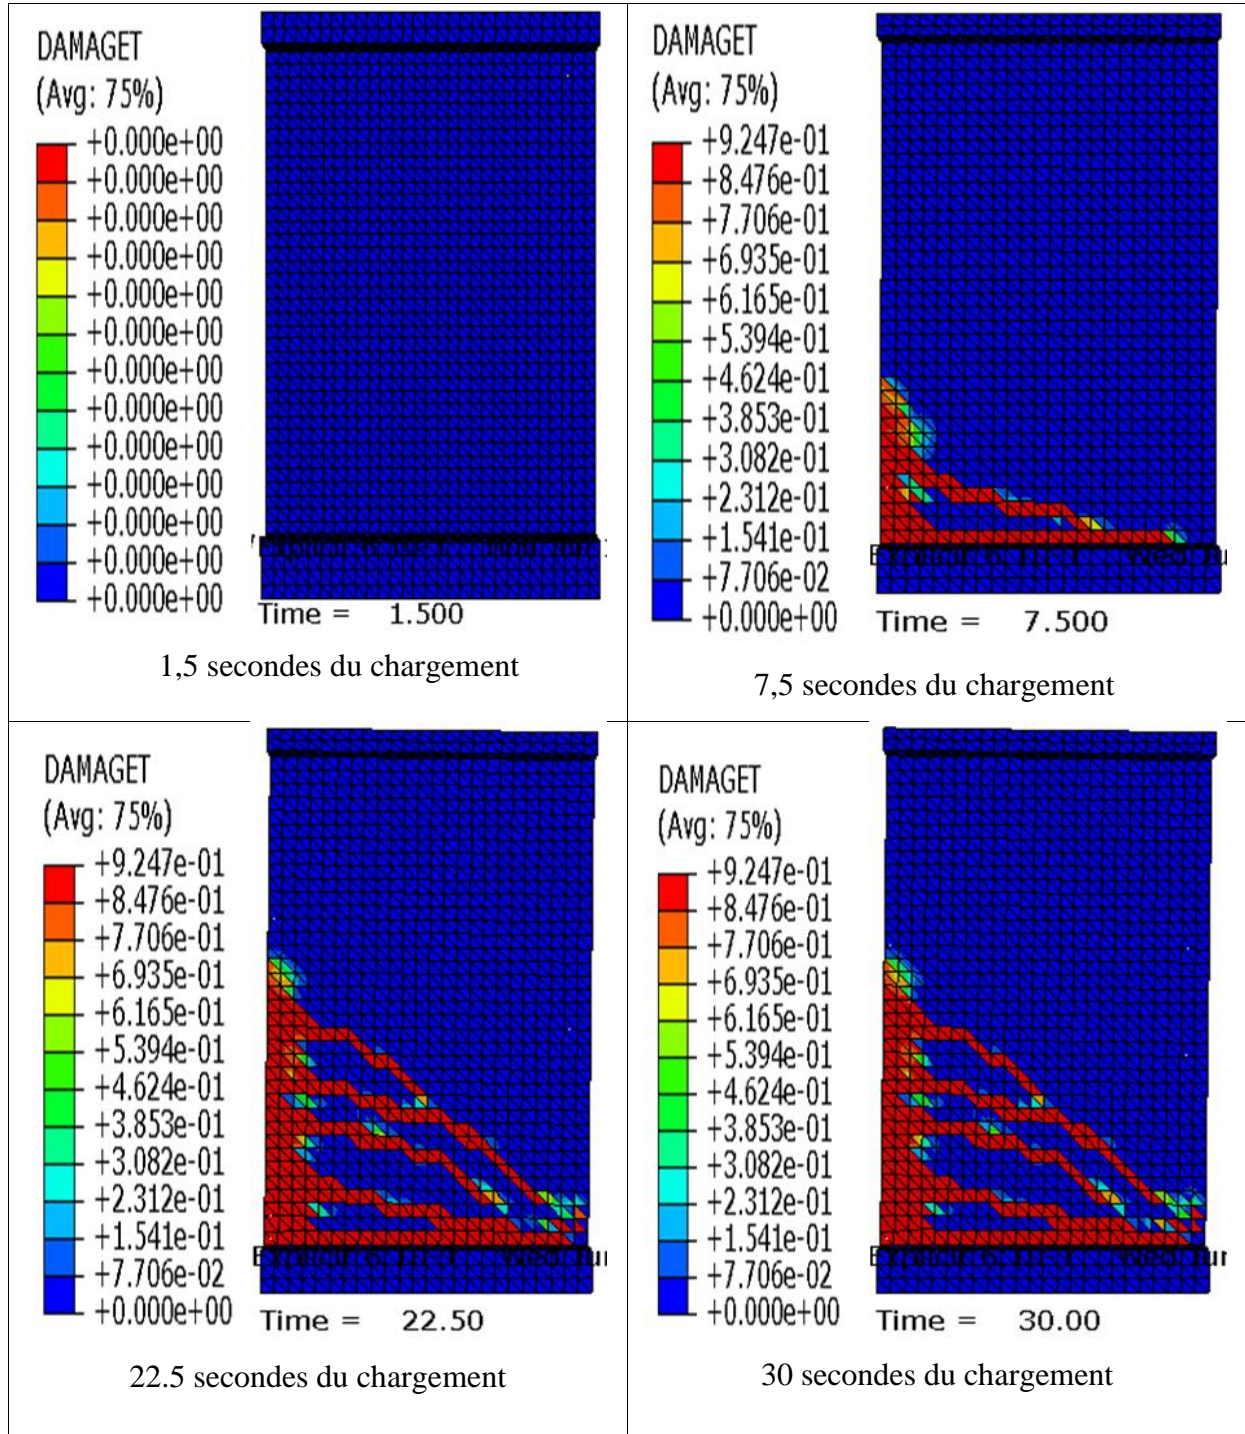 DAMAGET
(Avg: 75%)
+0.000e+00
+0.000e+00
+0.000e+00
+0.000e+00
+0.000e+00
+0.000e+00
+0.000e+00
+0.000e+00
+0.000e+00
+0.000e+00
+0.000e+00
+0.000e+00
+0.000e+00
Time = 1.500
1,5 secondes du chargement
DAMAGET
(Avg: 75%)
+9.247e-01
+8.476e-01
+7.706e-01
+6.935e-01
+6.165e-01
+5.394e-01
+4.624e-01
+3.853e-01
+3.082e-01
+2.312e-01
+1.541e-01
+7.706e-02
+0.000e+00
Time = 7.500
7,5 secondes du chargement
DAMAGET
(Avg: 75%)
+9.247e-01
+8.476e-01
+7.706e-01
+6.935e-01
+6.165e-01
+5.394e-01
+4.624e-01
+3.853e-01
+3.082e-01
+2.312e-01
+1.541e-01
+7.706e-02
+0.000e+00
Time = 22.50
22.5 secondes du chargement
DAMAGET
(Avg: 75%)
+9.247e-01
+8.476e-01
+7.706e-01
+6.935e-01
+6.165e-01
+5.394e-01
+4.624e-01
+3.853e-01
+3.082e-01
+2.312e-01
+1.541e-01
+7.706e-02
+0.000e+00
Time = 30.00
30 secondes du chargement